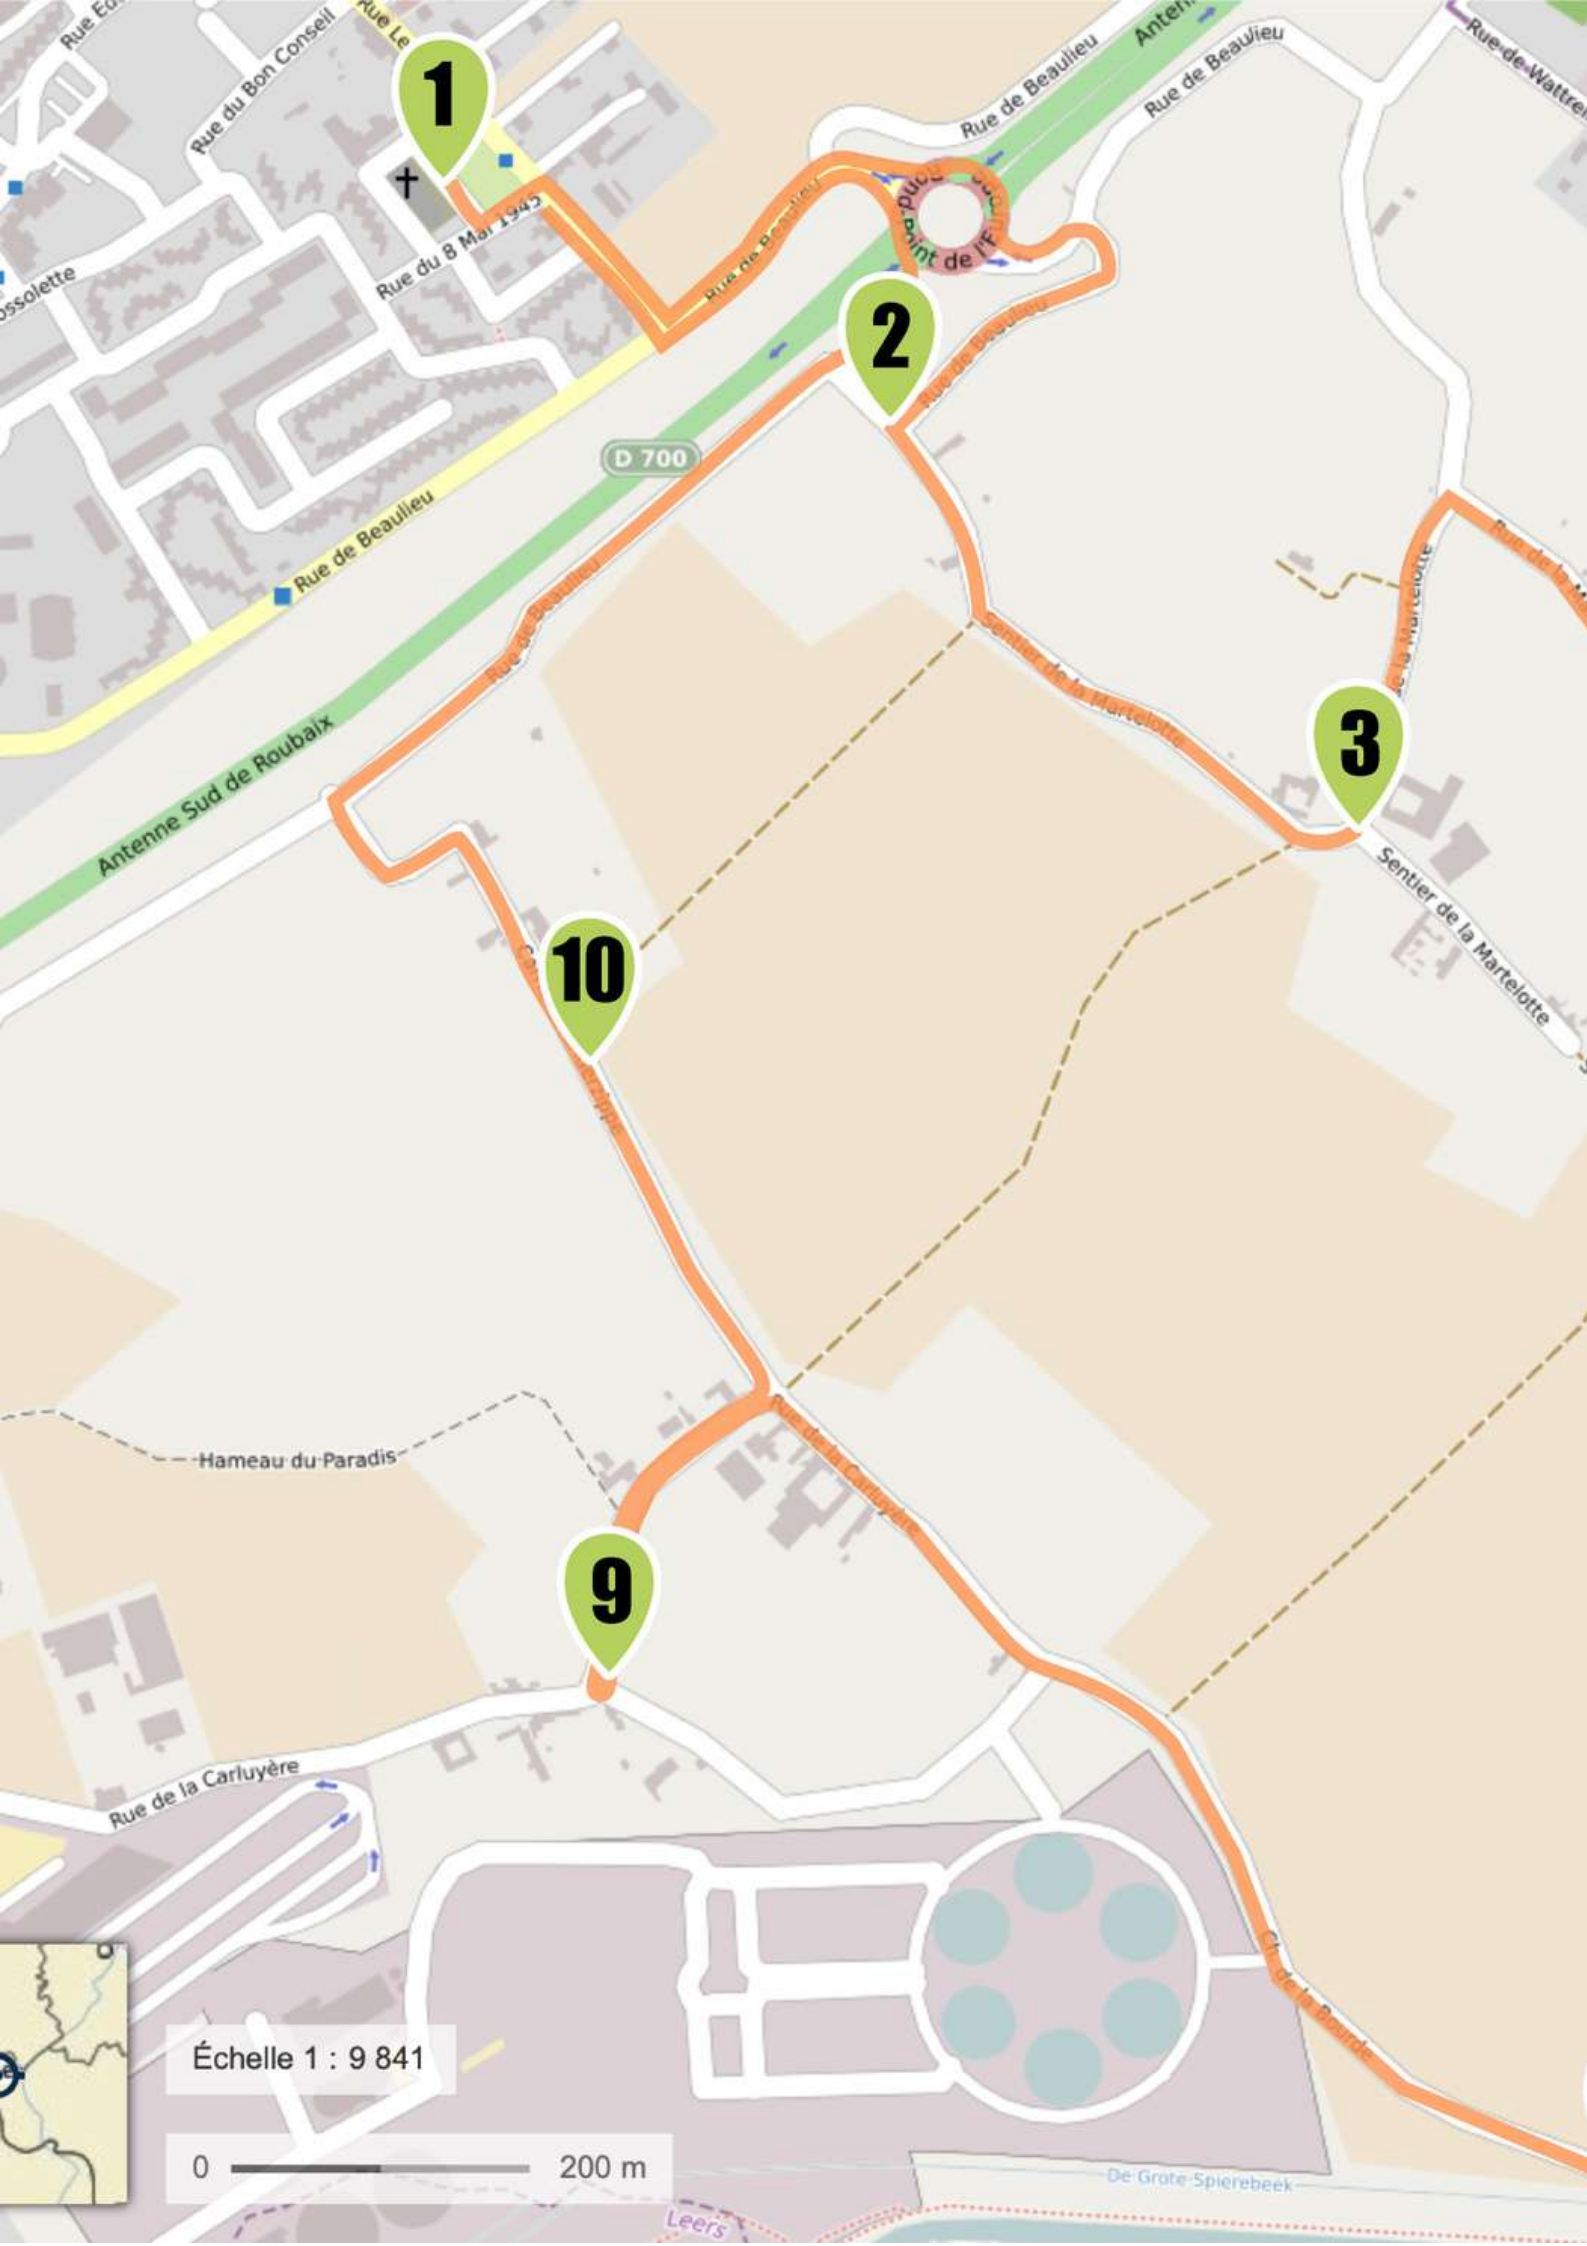 Rue du Bon Conseil
1
Rue de Beaulieu
Rue de Beaulieu
Rue du 8 Mai 1945
Rue de Beaulieu
Rond-
Point de l'Europe
2
Rue de Beaulieu
D 700
Rue de Beaulieu
Rue de Beaulieu
Antenne Sud de Roubaix
Sentier de la Martelotte
3
Sentier de la Martelotte
10
Hameau du Paradis
Rue de la Carluyère
9
Rue de la Carluyère
Ch. de la Bourde
Échelle 1 : 9 841
0
200 m
De Grote Spierebeek
Leers